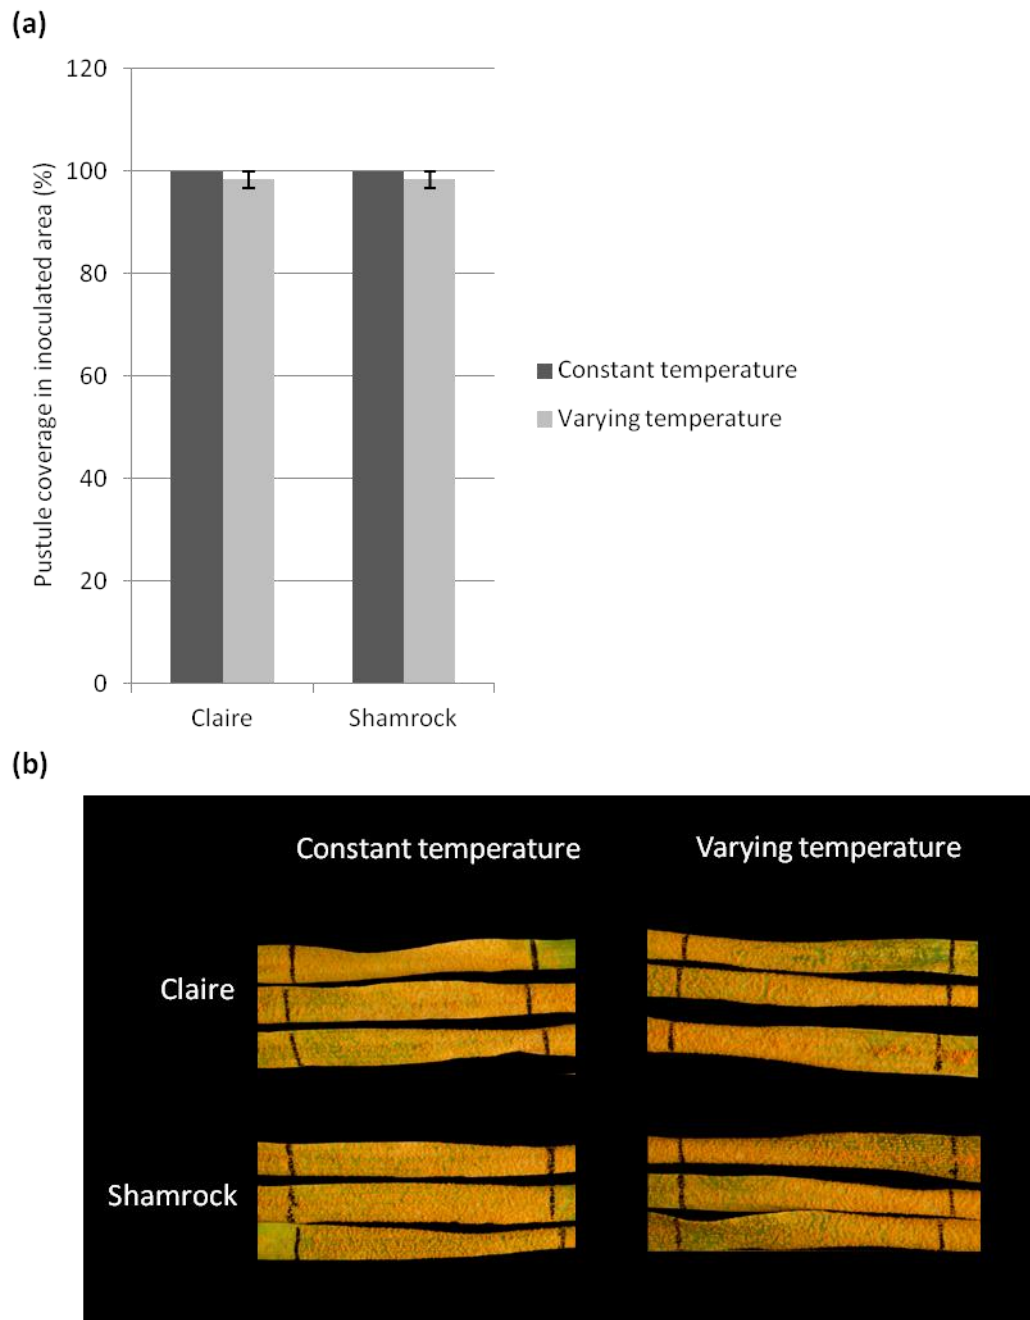 (a)
120
100
80
60
40
20
0
Pustule coverage in inoculated area (%)
Claire
Shamrock
Constant temperature
Varying temperature
(b)
Constant temperature
Varying temperature
Claire
Shamrock